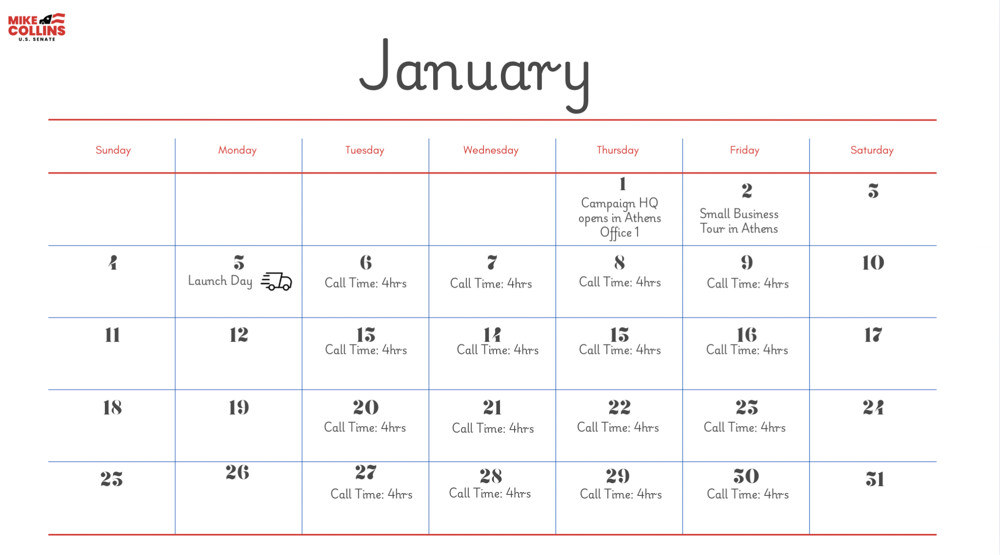 MIKE
COLLINS
U.S. SENATE
January
Sunday Monday Tuesday Wednesday Thursday Friday Saturday
1 2 3
Campaign HQ
opens in Athens
Office 1
Small Business
Tour in Athens
4 5 6 7 8 9 10
Launch Day Call Time: 4hrs Call Time: 4hrs Call Time: 4hrs Call Time: 4hrs
11 12 13 14 15 16 17
Call Time: 4hrs Call Time: 4hrs Call Time: 4hrs Call Time: 4hrs
18 19 20 21 22 23 24
Call Time: 4hrs Call Time: 4hrs Call Time: 4hrs Call Time: 4hrs
25 26 27 28 29 30 31
Call Time: 4hrs Call Time: 4hrs Call Time: 4hrs Call Time: 4hrs